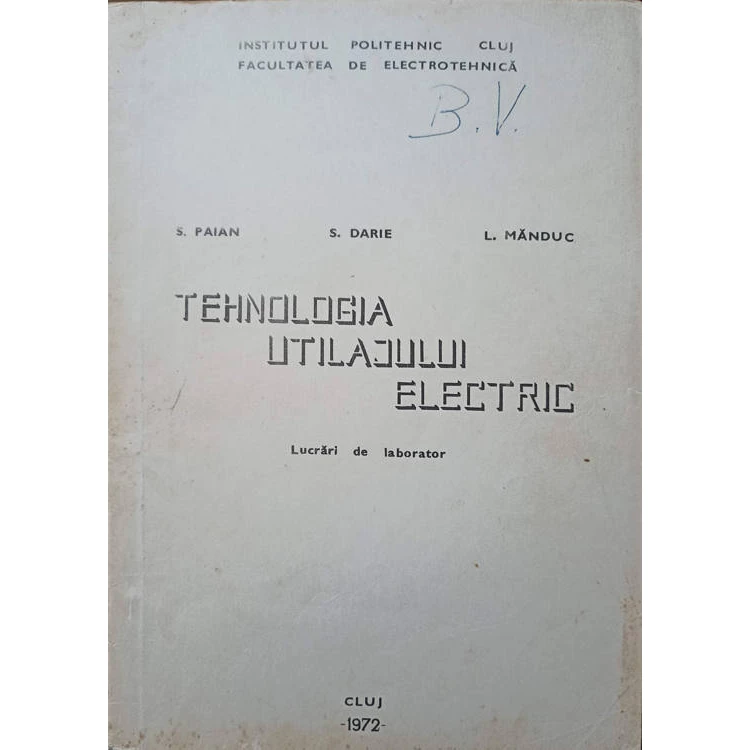 INSTITUTUL POLITEHNIC CLUJ
FACULTATEA DE ELECTROTEHNICĂ
B.V.
S. PAIAN S. DARIE L. MĂNDUC
TEHNOLOGIA
UTILAJULUI
ELECTRIC
Lucrări de laborator
CLUJ
-1972-